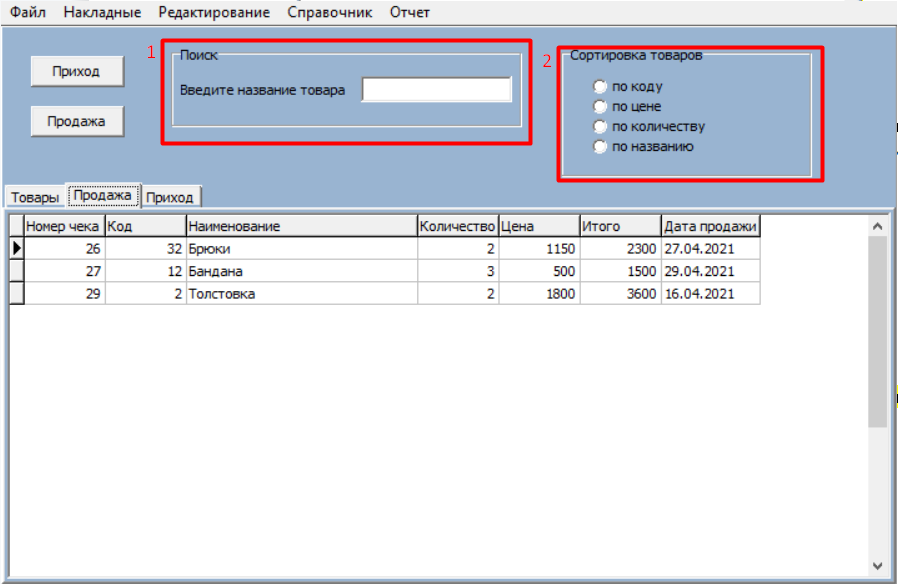 Файл Накладные Редактирование Справочник Отчет
1 Поиск
2 Сортировка товаров
Приход
Введите название товара
по коду
по цене
Продажа
по количеству
по названию
Товары Продажа Приход
Номер чека Код Наименование Количество Цена Итого Дата продажи
26 32 Брюки 2 1150 2300 27.04.2021
27 12 Бандана 3 500 1500 29.04.2021
29 2 Толстовка 2 1800 3600 16.04.2021